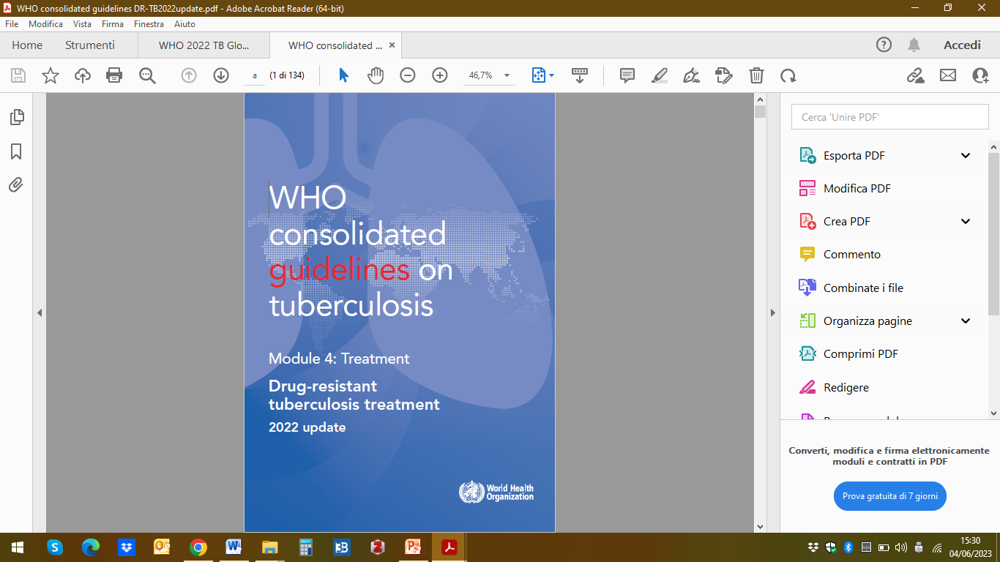 WHO consolidated guidelines DR-TB2022update.pdf - Adobe Acrobat Reader (64-bit)
File Modifica Vista Firma Finestra Aiuto
Home Strumenti WHO 2022 TB Glo... WHO consolidated ... × Accedi
a (1 di 134) 46,7%
Cerca 'Unire PDF'
Esporta PDF
Modifica PDF
Crea PDF
Commento
Combinate i file
Organizza pagine
Comprimi PDF
Redigere
WHO
consolidated
guidelines on
tuberculosis
Module 4: Treatment
Drug-resistant
tuberculosis treatment
2022 update
World Health
Organization
Converti, modifica e firma elettronicamente
moduli e contratti in PDF
Prova gratuita di 7 giorni
15:30
04/06/2023